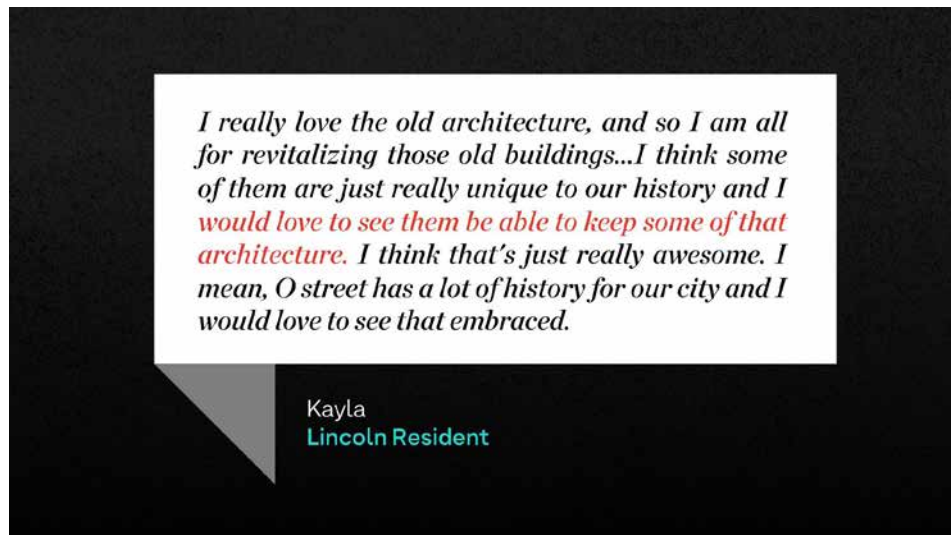 I really love the old architecture, and so I am all
for revitalizing those old buildings...I think some
of them are just really unique to our history and I
would love to see them be able to keep some of that
architecture. I think that's just really awesome. I
mean, O street has a lot of history for our city and I
would love to see that embraced.
Kayla
Lincoln Resident